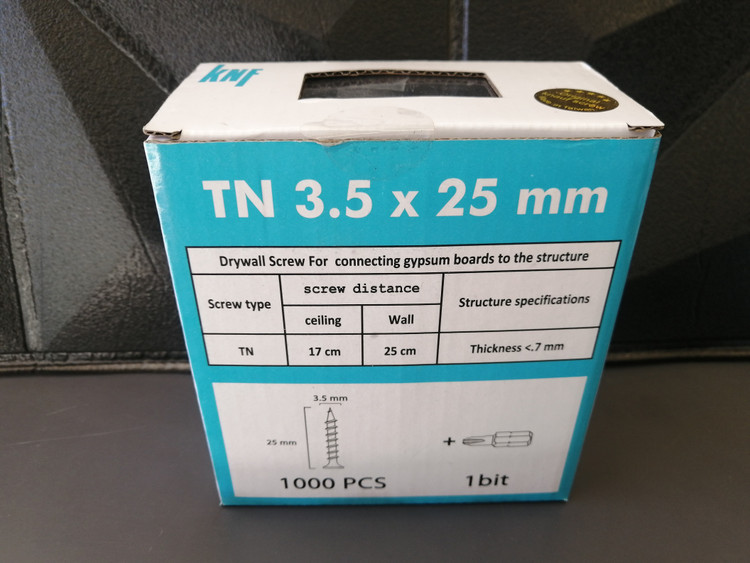 KNF
Original
TN 3.5 x 25 mm
Drywall Screw For connecting gypsum boards to the structure
Screw type
screw distance
Structure specifications
ceiling
Wall
TN
17 cm
25 cm
Thickness <.7 mm
3.5 mm
25 mm
+
1000 PCS
1bit